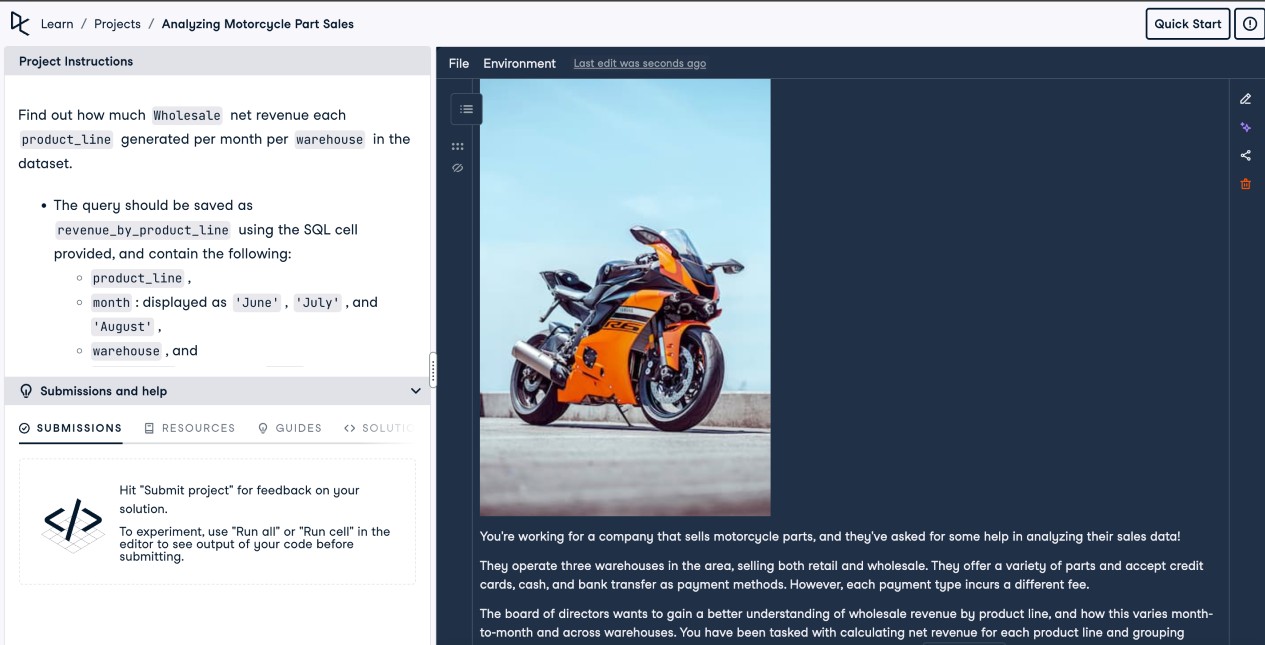 Learn / Projects / Analyzing Motorcycle Part Sales
Quick Start
Project Instructions
File Environment Last edit was seconds ago
Find out how much Wholesale net revenue each
product_line generated per month per warehouse in the
dataset.
• The query should be saved as
revenue_by_product_line using the SQL cell
provided, and contain the following:
○ product_line ,
○ month : displayed as 'June' , 'July' , and
'August' ,
○ warehouse , and
Submissions and help
SUBMISSIONS RESOURCES GUIDES SOLUTIO
Hit "Submit project" for feedback on your
solution.
To experiment, use "Run all" or "Run cell" in the
editor to see output of your code before
submitting.
YAMAHA
R6
You're working for a company that sells motorcycle parts, and they've asked for some help in analyzing their sales data!
They operate three warehouses in the area, selling both retail and wholesale. They offer a variety of parts and accept credit
cards, cash, and bank transfer as payment methods. However, each payment type incurs a different fee.
The board of directors wants to gain a better understanding of wholesale revenue by product line, and how this varies month-
to-month and across warehouses. You have been tasked with calculating net revenue for each product line and grouping